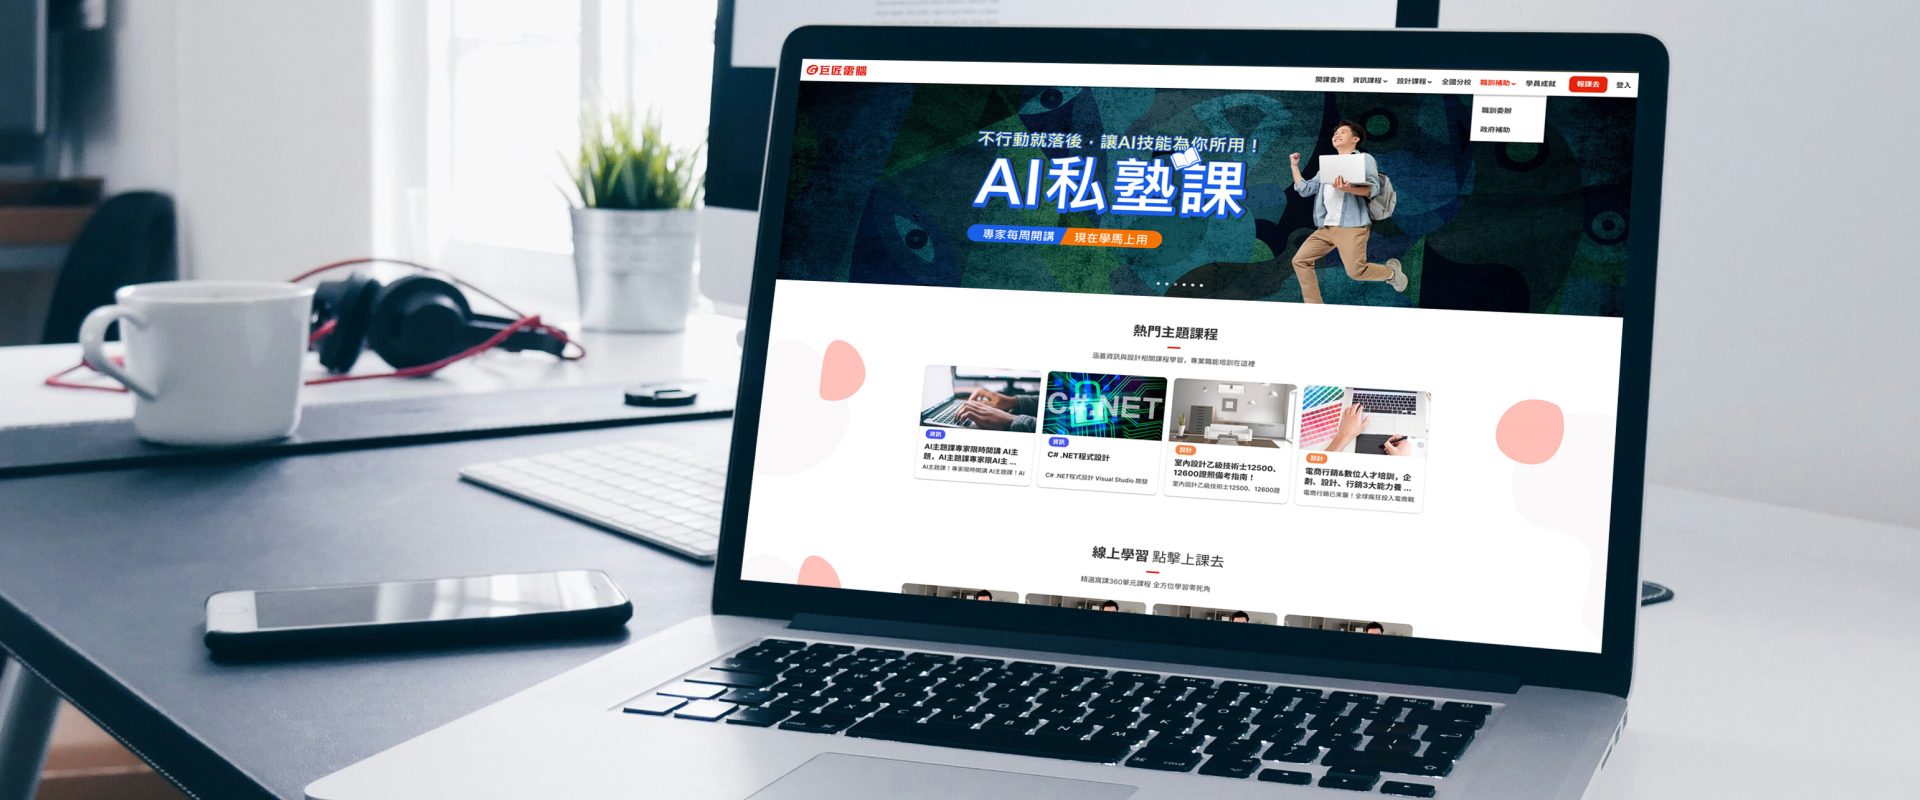 巨匠電腦
開課查詢 資訊課程 設計課程 全國分校 職訓補助 學員成就 報課去 登入
職訓委辦
政府補助
不行動就落後，讓AI技能為你所用！
AI私塾課
專家每周開講 現在學馬上用
熱門主題課程
涵蓋資訊與設計相關課程學習，專業職能培訓在這裡
C#.NET
資訊
AI主題課專家限時開講 AI主
題，AI主題課專家限AI主 ...
AI主題課！專家限時開講 AI主題課！AI
資訊
C# .NET程式設計
C# .NET程式設計 Visual Studio 開發
設計
室內設計乙級技術士12500、
12600證照備考指南！
室內設計乙級技術士12500、12600證
設計
電商行銷&數位人才培訓，企
劃、設計、行銷3大能力養 ...
電商行銷已來襲！全球瘋狂投入電商戰
線上學習 點擊上課去
精選窩課360單元課程 全方位學習零死角